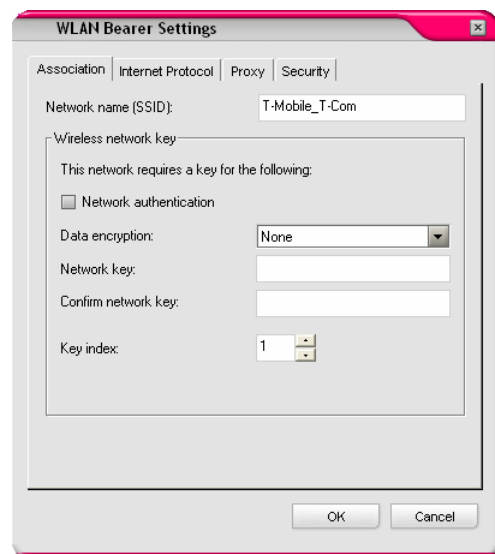 WLAN Bearer Settings
Association Internet Protocol Proxy Security
Network name (SSID): T-Mobile_T-Com
Wireless network key
This network requires a key for the following:
Network authentication
Data encryption: None
Network key:
Confirm network key:
Key index: 1
OK Cancel